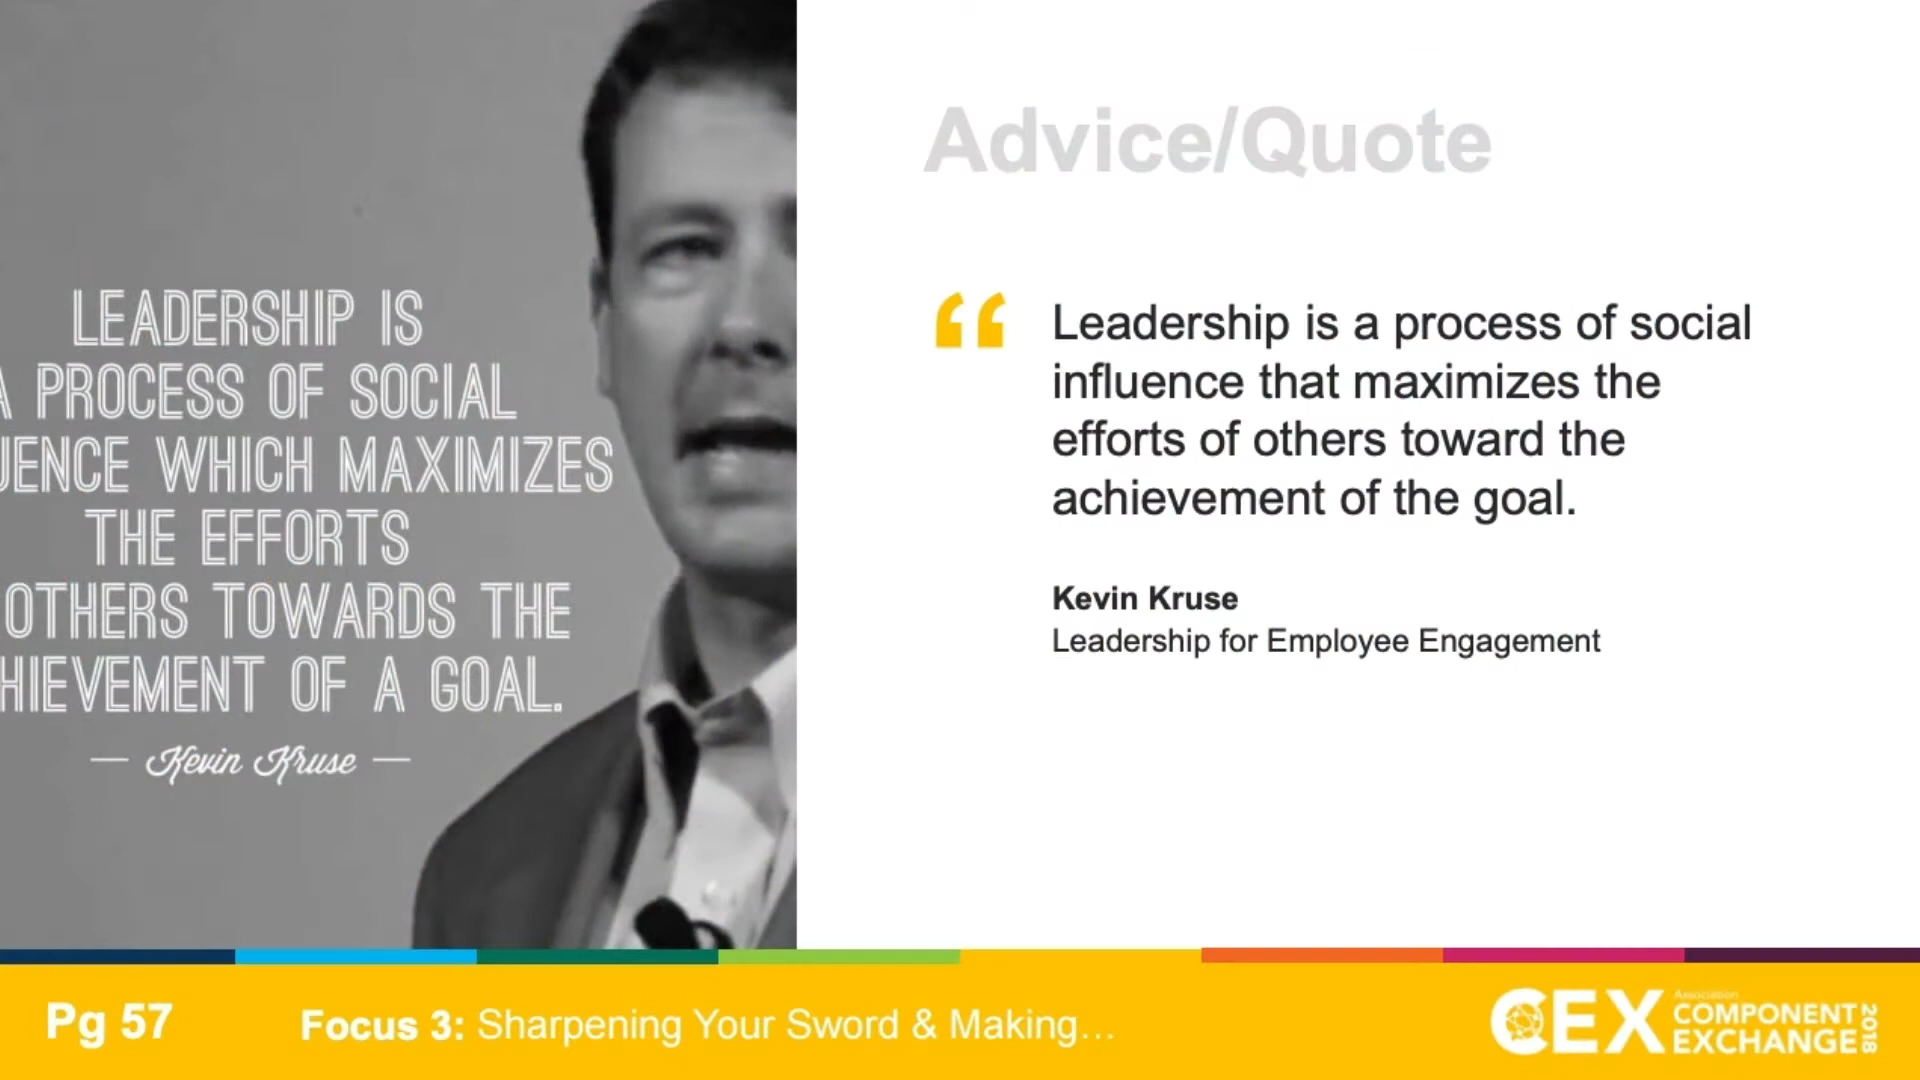 LEADERSHIP IS
A PROCESS OF SOCIAL
UENCE WHICH MAXIMIZES
THE EFFORTS
OTHERS TOWARDS THE
HIEVEMENT OF A GOAL.
— Kevin Kruse —
Advice/Quote
“
Leadership is a process of social
influence that maximizes the
efforts of others toward the
achievement of the goal.
Kevin Kruse
Leadership for Employee Engagement
Pg 57
Focus 3: Sharpening Your Sword & Making…
CEX
Association
COMPONENT
EXCHANGE
2018